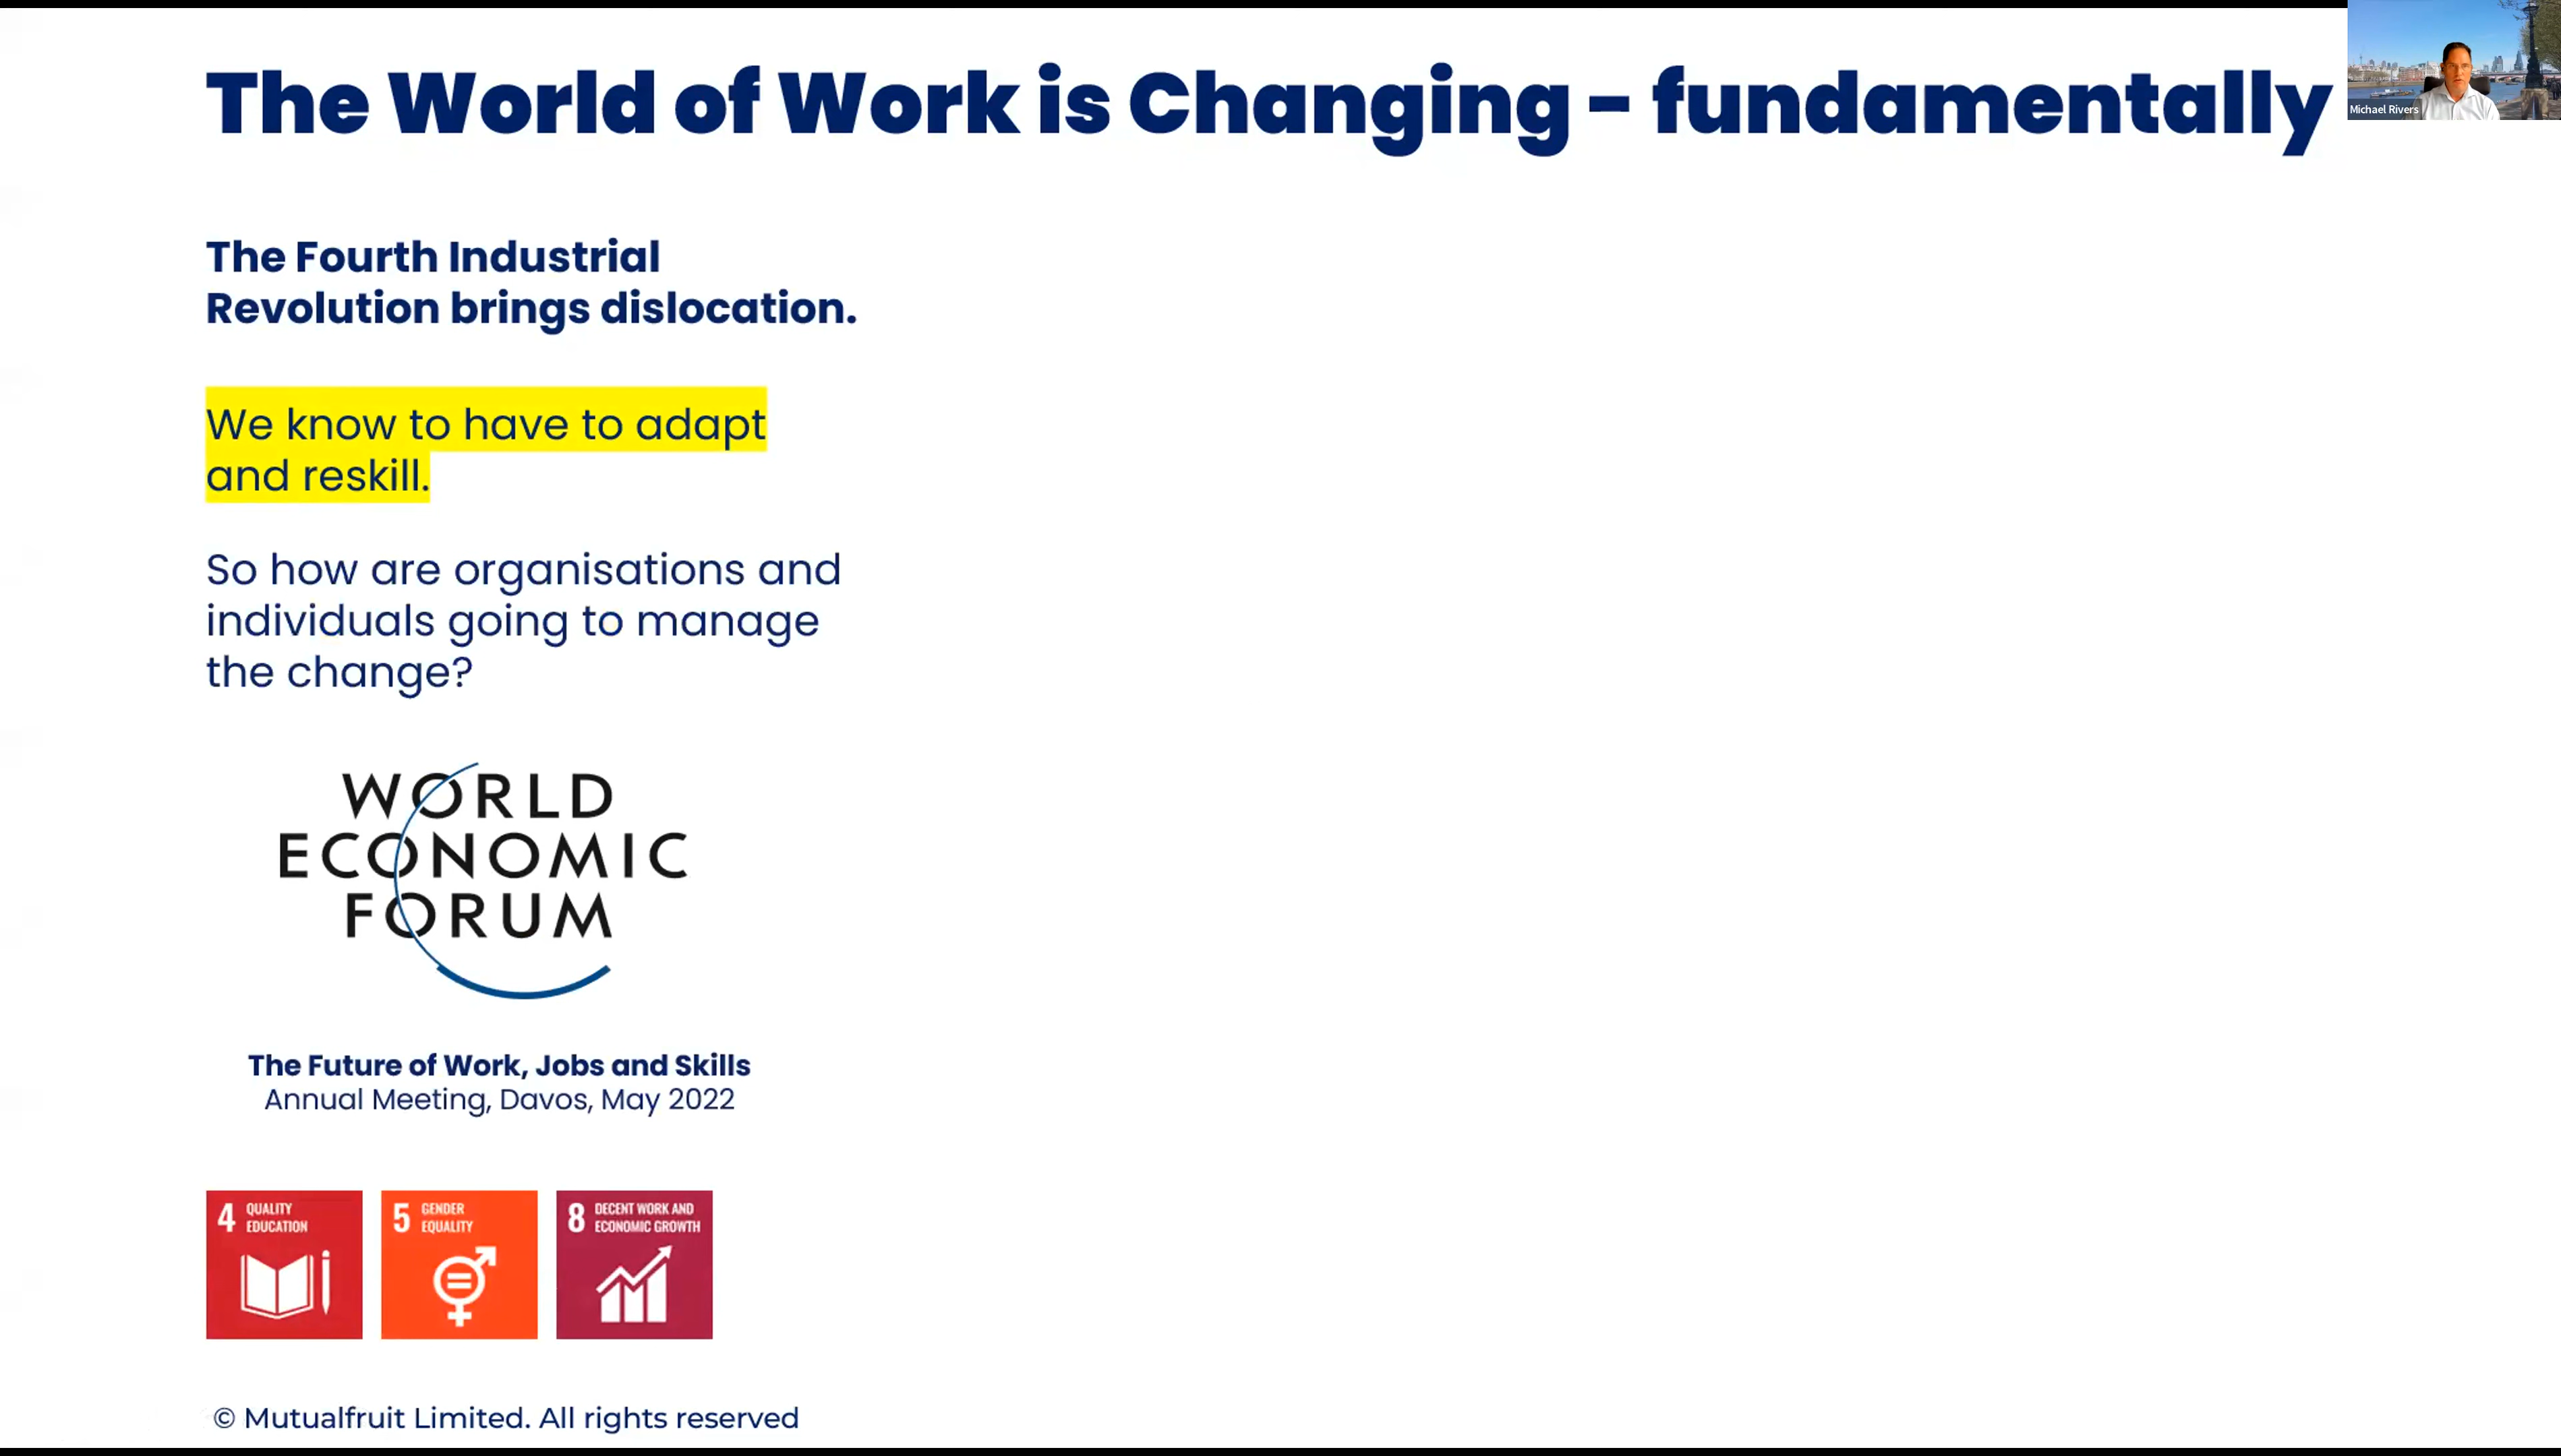 The World of Work is Changing - fundamentally
Michael Rivers
The Fourth Industrial
Revolution brings dislocation.
We know to have to adapt
and reskill.
So how are organisations and
individuals going to manage
the change?
WORLD
ECONOMIC
FORUM
The Future of Work, Jobs and Skills
Annual Meeting, Davos, May 2022
4 QUALITY
EDUCATION
5 GENDER
EQUALITY
8 DECENT WORK AND
ECONOMIC GROWTH
© Mutualfruit Limited. All rights reserved